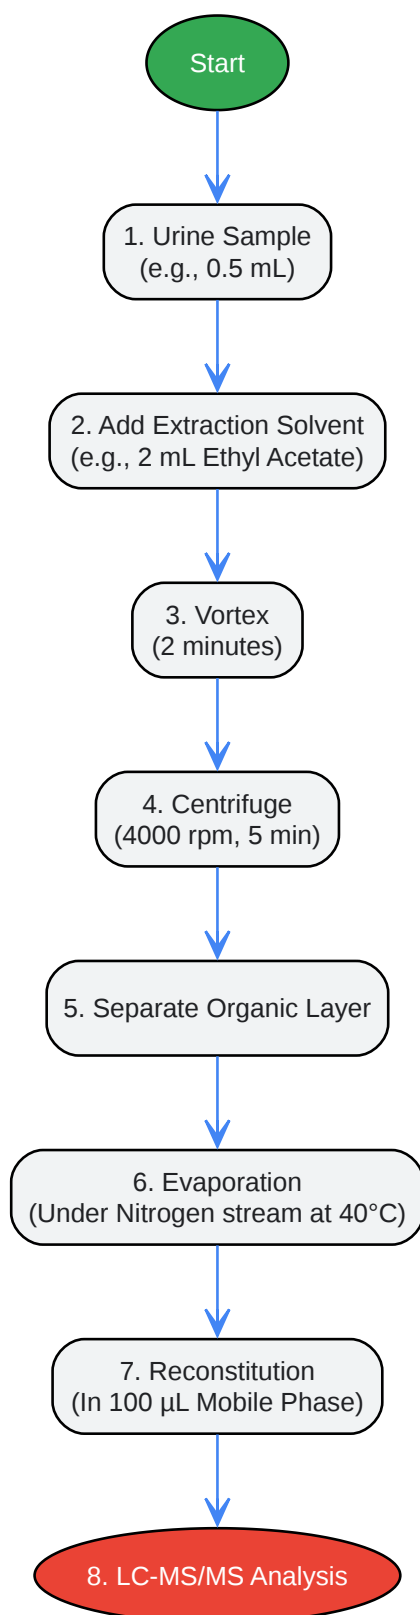 Start
1. Urine Sample
(e.g., 0.5 mL)
2. Add Extraction Solvent
(e.g., 2 mL Ethyl Acetate)
3. Vortex
(2 minutes)
4. Centrifuge
(4000 rpm, 5 min)
5. Separate Organic Layer
6. Evaporation
(Under Nitrogen stream at 40°C)
7. Reconstitution
(In 100 µL Mobile Phase)
8. LC-MS/MS Analysis